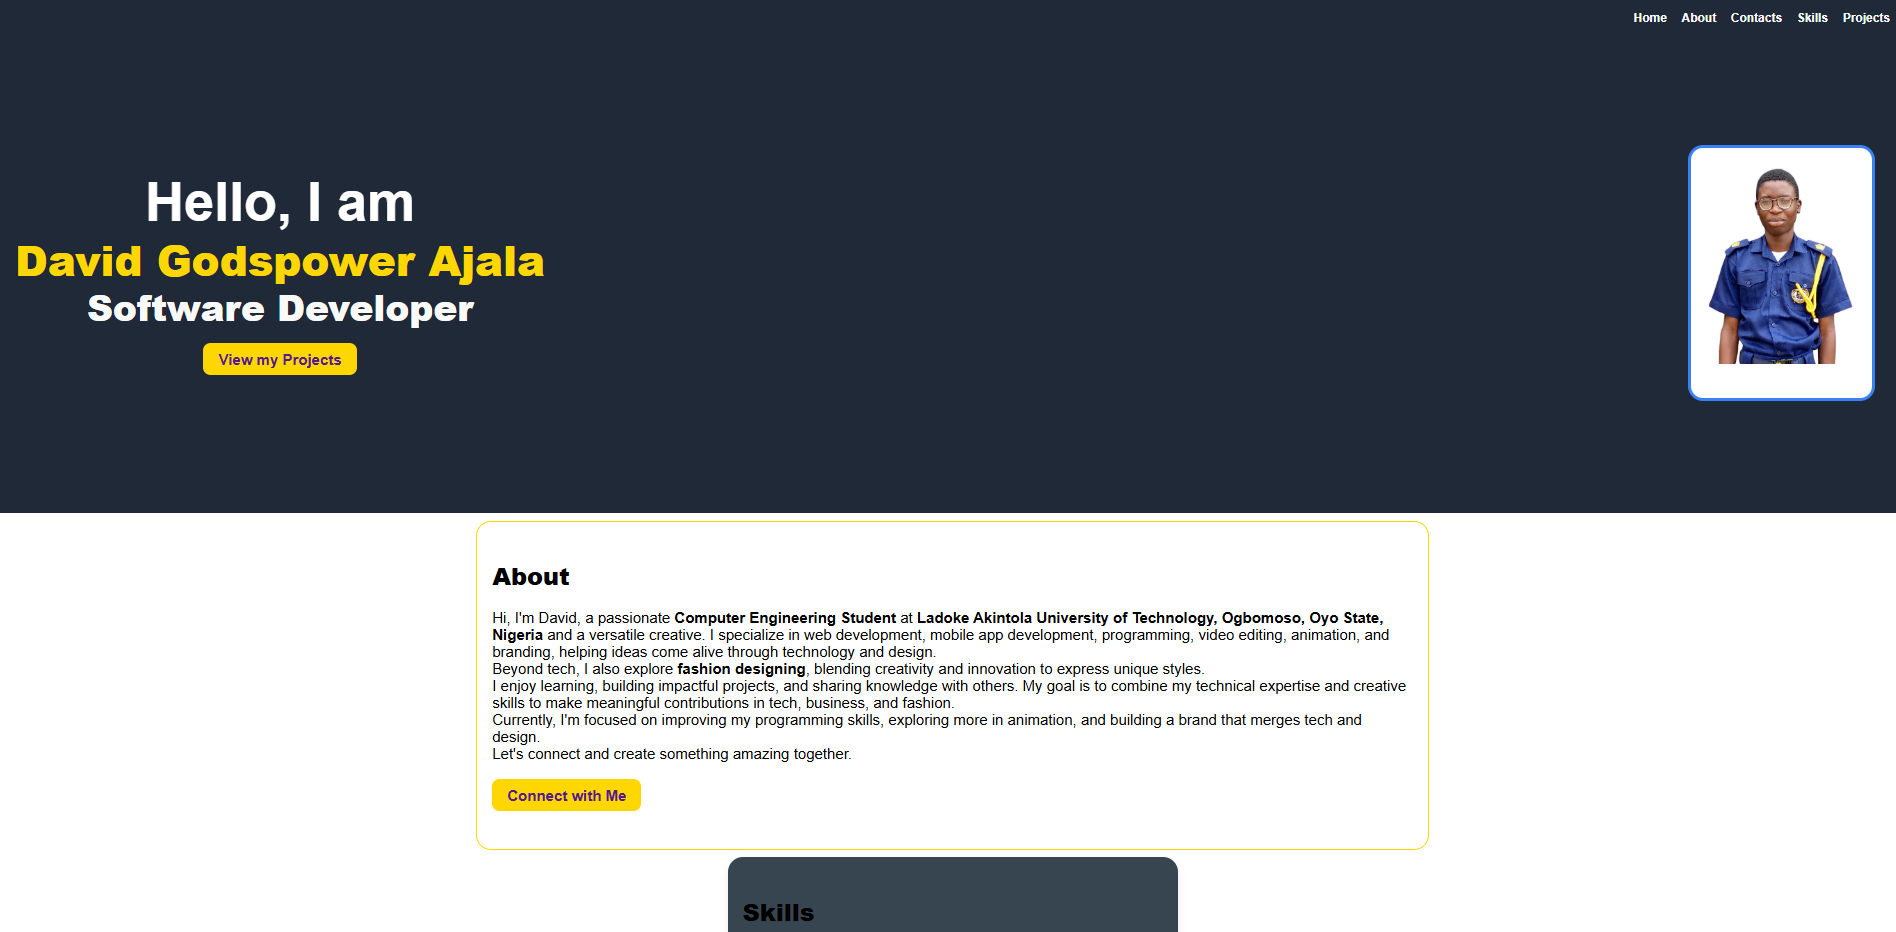 Home About Contacts Skills Projects
Hello, I am
David Godspower Ajala
Software Developer
View my Projects
About
Hi, I'm David, a passionate Computer Engineering Student at Ladoke Akintola University of Technology, Ogbomoso, Oyo State,
Nigeria and a versatile creative. I specialize in web development, mobile app development, programming, video editing, animation, and
branding, helping ideas come alive through technology and design.
Beyond tech, I also explore fashion designing, blending creativity and innovation to express unique styles.
I enjoy learning, building impactful projects, and sharing knowledge with others. My goal is to combine my technical expertise and creative
skills to make meaningful contributions in tech, business, and fashion.
Currently, I'm focused on improving my programming skills, exploring more in animation, and building a brand that merges tech and
design.
Let's connect and create something amazing together.
Connect with Me
Skills